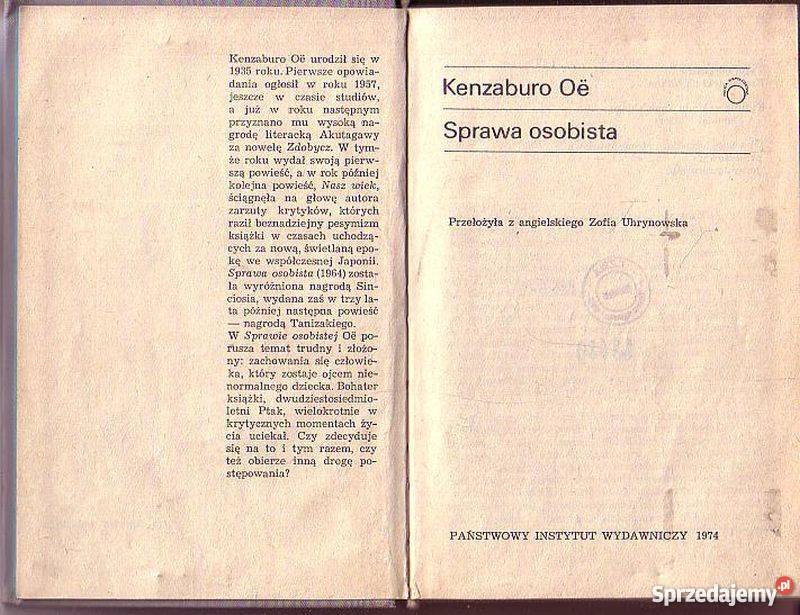 Kenzaburo Oë urodził się w
1935 roku. Pierwsze opowia-
dania ogłosił w roku 1957,
jeszcze w czasie studiów,
a już w roku następnym
przyznano mu wysoką na-
grodę literacką Akutagawy
za nowelę Zdobycz. W tym-
że roku wydał swoją pierw-
szą powieść, a w rok później
kolejna powieść, Nasz wiek,
ściągnęła na głowę autora
zarzuty krytyków, których
raził beznadziejny pesymizm
książki w czasach uchodzą-
cych za nową, świetlaną epo-
kę we współczesnej Japonii.
Sprawa osobista (1964) zosta-
ła wyróżniona nagrodą Sin-
ciosia, wydana zaś w trzy la-
ta później następna powieść
— nagrodą Tanizakiego.
W Sprawie osobistej Oë po-
rusza temat trudny i złożo-
ny: zachowania się człowie-
ka, który zostaje ojcem nie-
normalnego dziecka. Bohater
książki, dwudziestosiedmio-
letni Ptak, wielokrotnie w
krytycznych momentach ży-
cia uciekał. Czy zdecyduje
się na to i tym razem, czy
też obierze inną drogę po-
stępowania?
Kenzaburo Oë
Sprawa osobista
Przełożyła z angielskiego Zofia Uhrynowska
PAŃSTWOWY INSTYTUT WYDAWNICZY 1974
Sprzedajemy.pl